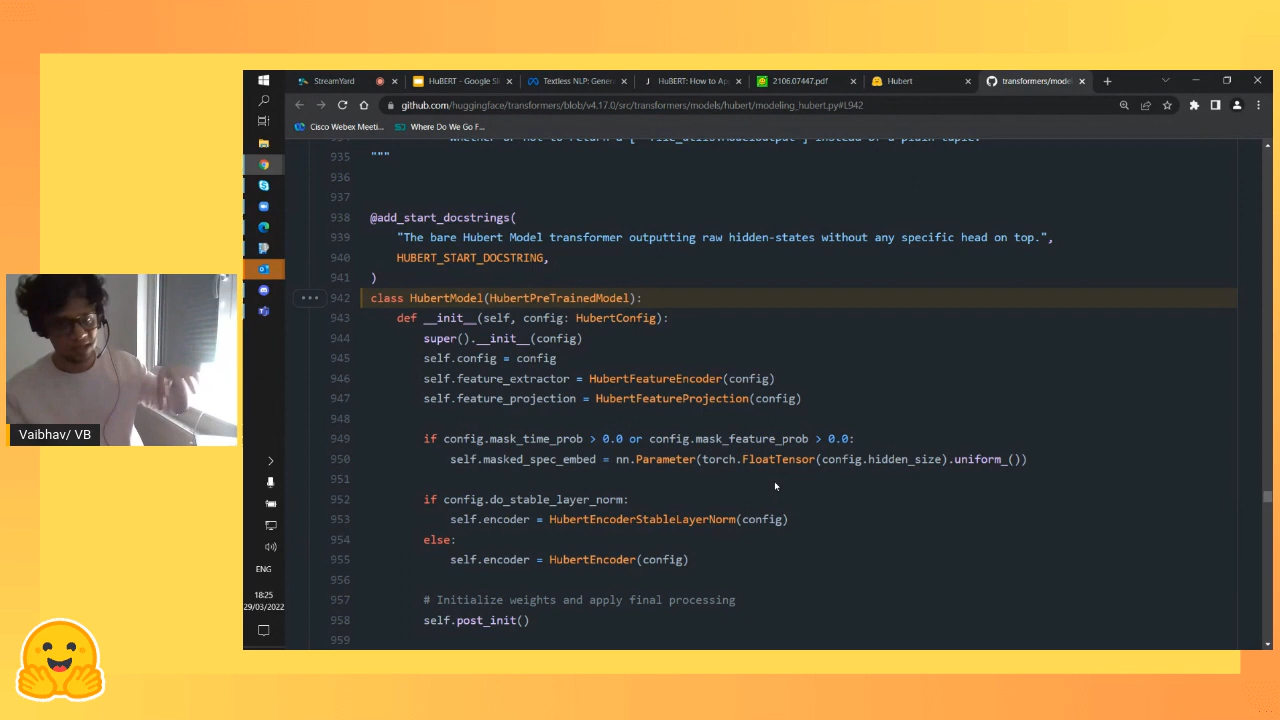 StreamYard
HuBERT - Google Sl
Textless NLP: Gene
HuBERT: How to Ap
2106.07447.pdf
Hubert
transformers/mode
github.com/huggingface/transformers/blob/v4.17.0/src/transformers/models/hubert/modeling_hubert.py#L942
Cisco Webex Meeti...
Where Do We Go F...
935 """
936
937
938 @add_start_docstrings(
939 "The bare Hubert Model transformer outputting raw hidden-states without any specific head on top.",
940 HUBERT_START_DOCSTRING,
941 )
942 class HubertModel(HubertPreTrainedModel):
943 def __init__(self, config: HubertConfig):
944 super().__init__(config)
945 self.config = config
946 self.feature_extractor = HubertFeatureEncoder(config)
947 self.feature_projection = HubertFeatureProjection(config)
948
949 if config.mask_time_prob > 0.0 or config.mask_feature_prob > 0.0:
950 self.masked_spec_embed = nn.Parameter(torch.FloatTensor(config.hidden_size).uniform_())
951
952 if config.do_stable_layer_norm:
953 self.encoder = HubertEncoderStableLayerNorm(config)
954 else:
955 self.encoder = HubertEncoder(config)
956
957 # Initialize weights and apply final processing
958 self.post_init()
959
Vaibhav/ VB
ENG
18:25
29/03/2022